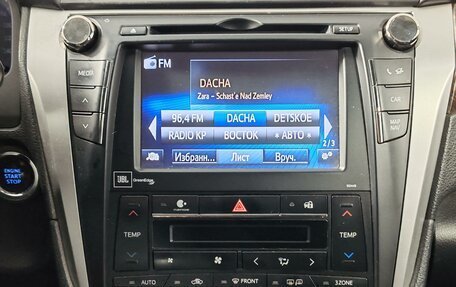 SETUP
FM
MEDIA
DACHA
Zara - Schast'e Nad Zemley
CAR
96,4 FM DACHA DETSKOE
RADIO KP ВОСТОК * АВТО *
2/3
MAP
NAV
Избранн... Лист Вруч.
ENGINE
START
STOP
JBL GreenEdge
TEMP
TEMP
AUTO
FRONT
3ZONE